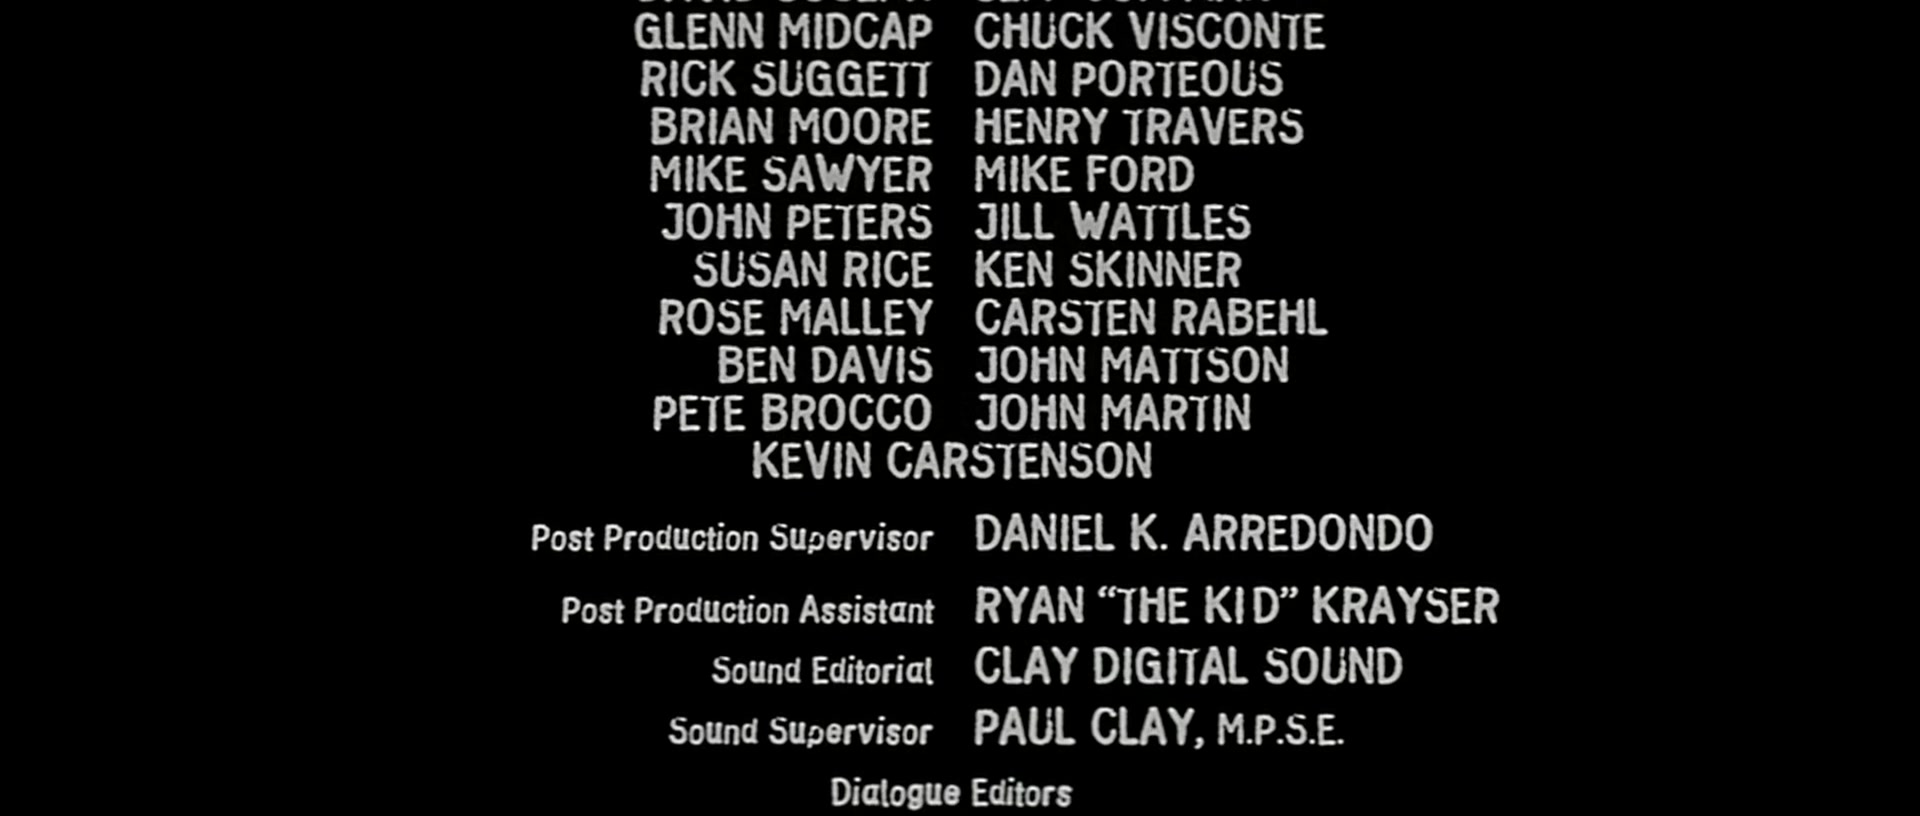 GLENN MIDCAP CHUCK VISCONTE
RICK SUGGETT DAN PORTEOUS
BRIAN MOORE HENRY TRAVERS
MIKE SAWYER MIKE FORD
JOHN PETERS JILL WATTLES
SUSAN RICE KEN SKINNER
ROSE MALLEY CARSTEN RABEHL
BEN DAVIS JOHN MATTSON
PETE BROCCO JOHN MARTIN
KEVIN CARSTENSON
Post Production Supervisor DANIEL K. ARREDONDO
Post Production Assistant RYAN “THE KID” KRAYSER
Sound Editorial CLAY DIGITAL SOUND
Sound Supervisor PAUL CLAY, M.P.S.E.
Dialogue Editors